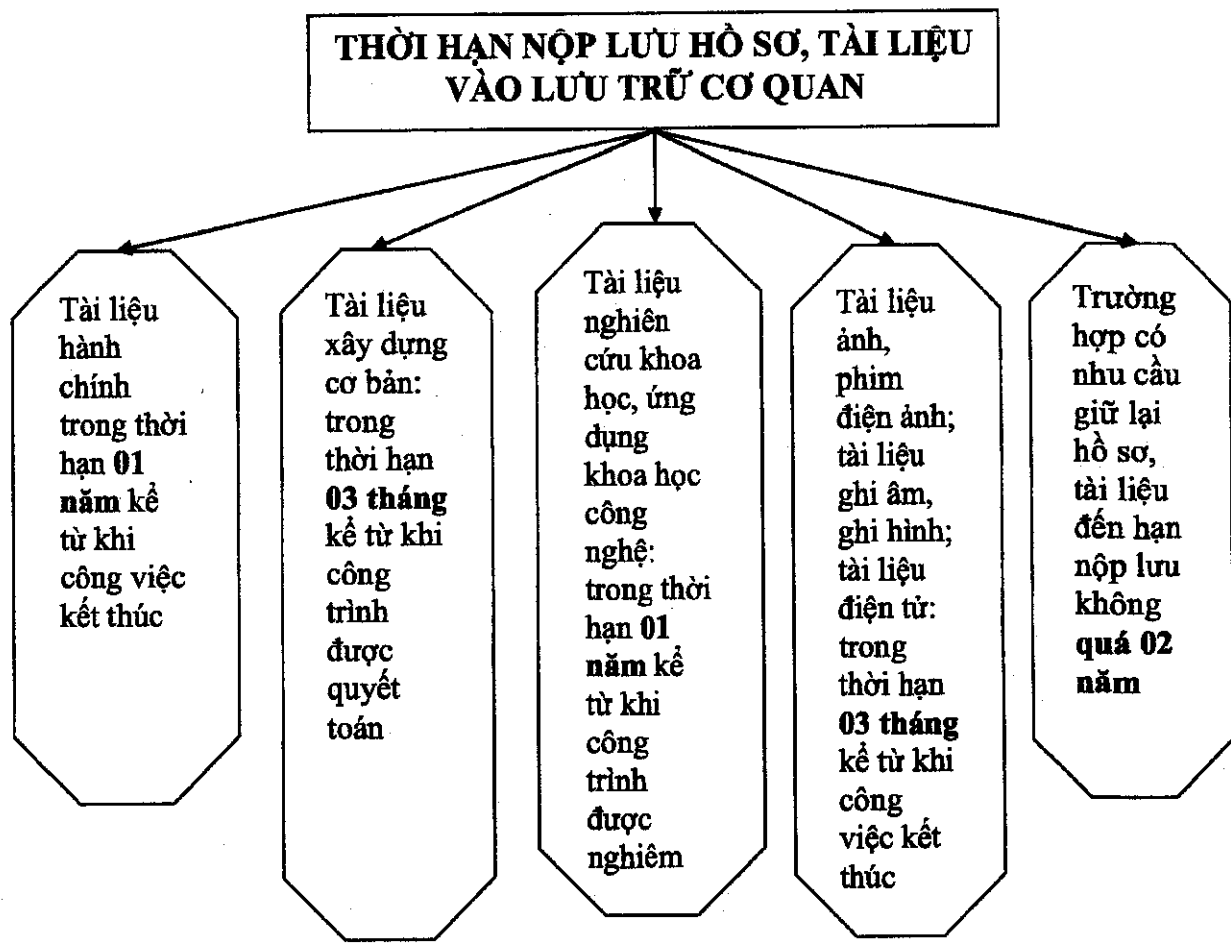 THỜI HẠN NỘP LƯU HỒ SƠ, TÀI LIỆU
VÀO LƯU TRỮ CƠ QUAN
Tài liệu
hành
chính
trong thời
hạn 01
năm kể
từ khi
công việc
kết thúc
Tài liệu
xây dựng
cơ bản:
trong
thời hạn
03 tháng
kể từ khi
công
trình
được
quyết
toán
Tài liệu
nghiên
cứu khoa
học, ứng
dụng
khoa học
công
nghệ:
trong thời
hạn 01
năm kể
từ khi
công
trình
được
nghiêm
Tài liệu
ảnh,
phim
điện ảnh;
tài liệu
ghi âm,
ghi hình;
tài liệu
điện tử:
trong
thời hạn
03 tháng
kể từ khi
công
việc kết
thúc
Trường
hợp có
nhu cầu
giữ lại
hồ sơ,
tài liệu
đến hạn
nộp lưu
không
quá 02
năm